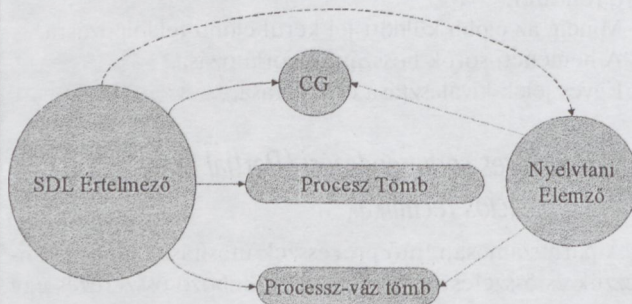 CG
SDL Értelmező
Procesz Tömb
Nyelvtani
Elemző
Processz-váz tömb